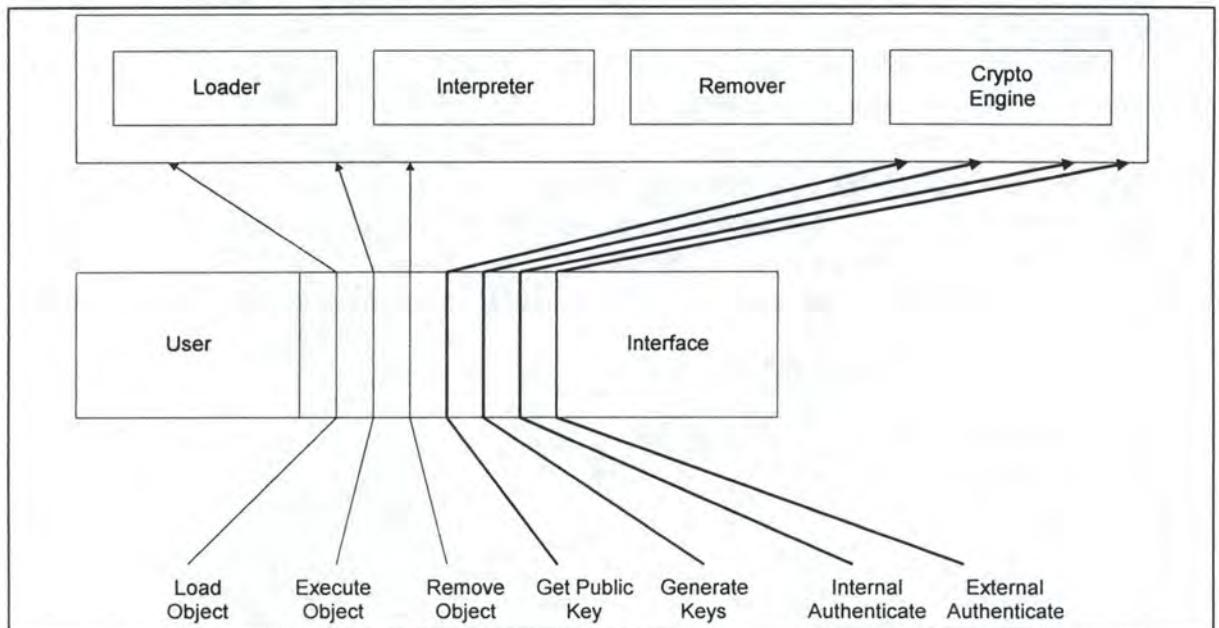 Loader
Interpreter
Remover
Crypto
Engine
User
Interface
Load
Object
Execute
Object
Remove
Object
Get Public
Key
Generate
Keys
Internal
Authenticate
External
Authenticate